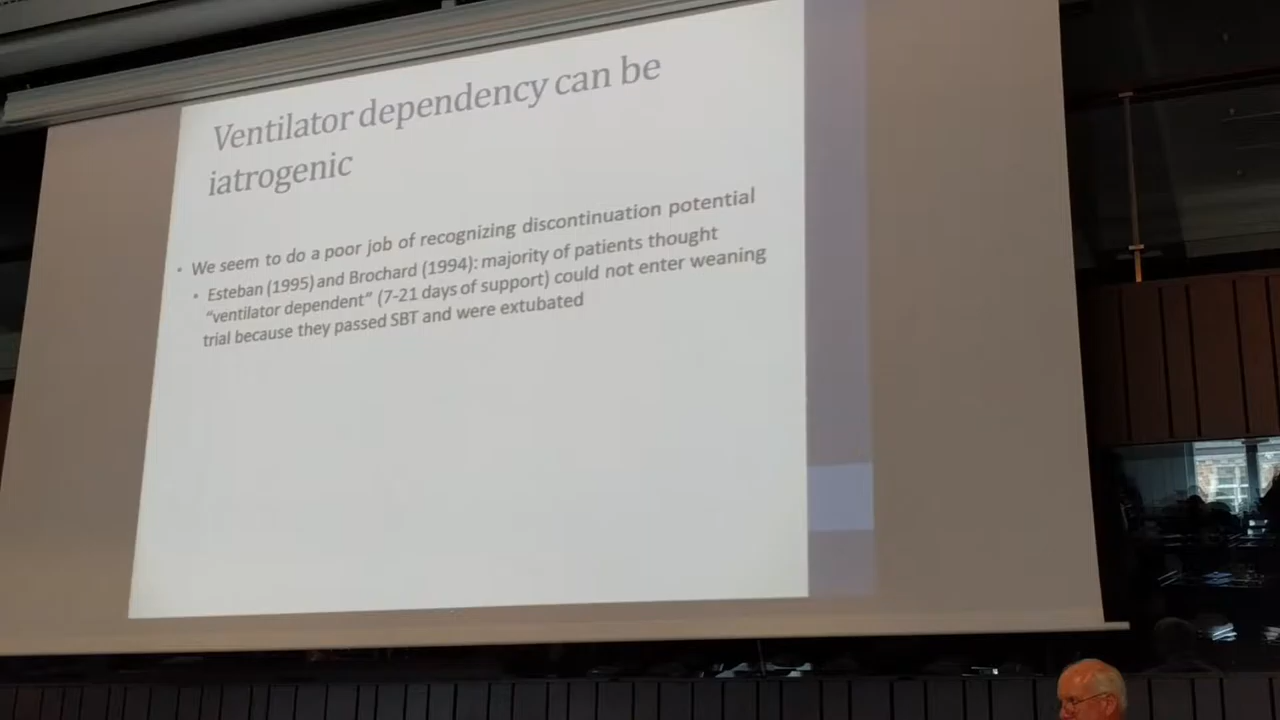 Ventilator dependency can be
iatrogenic
• We seem to do a poor job of recognizing discontinuation potential
• Esteban (1995) and Brochard (1994): majority of patients thought
"ventilator dependent" (7-21 days of support) could not enter weaning
trial because they passed SBT and were extubated